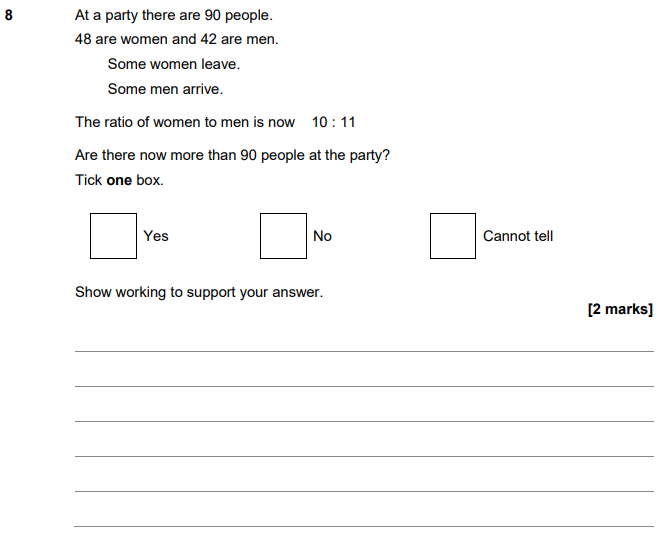 8 At a party there are 90 people.
48 are women and 42 are men.
Some women leave.
Some men arrive.
The ratio of women to men is now 10 : 11
Are there now more than 90 people at the party?
Tick one box.
Yes No Cannot tell
Show working to support your answer.
[2 marks]